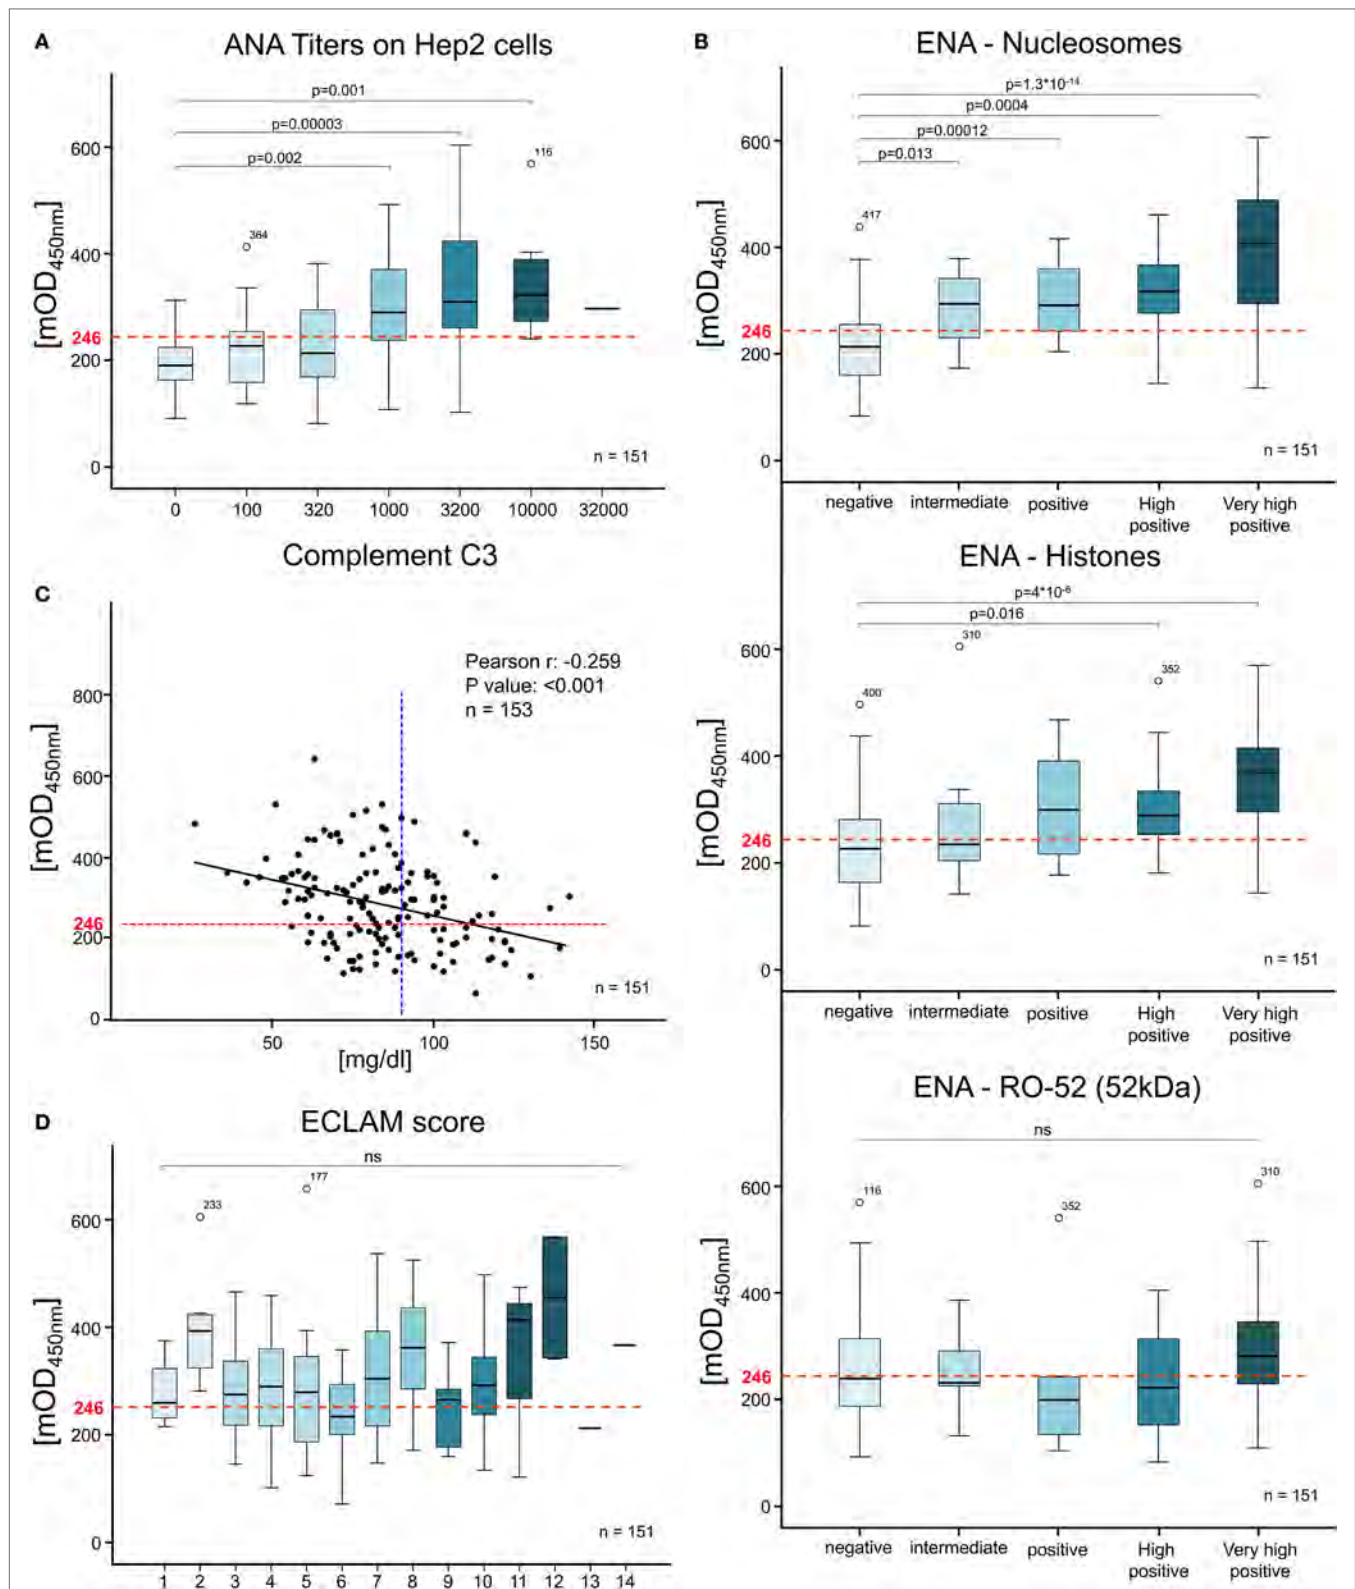 A
ANA Titers on Hep2 cells
p=0.001
p=0.00003
p=0.002
116
364
600
400
246
200
0
[mOD450nm]
n = 151
0 100 320 1000 33200 10000 32000
B
ENA - Nucleosomes
p=1.3*10-14
p=0.0004
p=0.00012
p=0.013
417
600
400
246
200
0
[mOD450nm]
n = 151
negative intermediate positive High positive Very high positive
C
Complement C3
Pearson r: -0.259
P value: <0.001
n = 153
800
600
400
246
200
0
[mOD450nm]
n = 151
50 100 150
[mg/dl]
ENA - Histones
p=4*10-6
p=0.016
310
352
400
600
400
246
200
0
[mOD450nm]
n = 151
negative intermediate positive High positive Very high positive
D
ECLAM score
ns
177
233
600
400
246
200
0
[mOD450nm]
n = 151
1 2 3 4 5 6 7 8 9 10 11 12 13 14
ENA - RO-52 (52kDa)
ns
116
352
310
600
400
246
200
0
[mOD450nm]
n = 151
negative intermediate positive High positive Very high positive